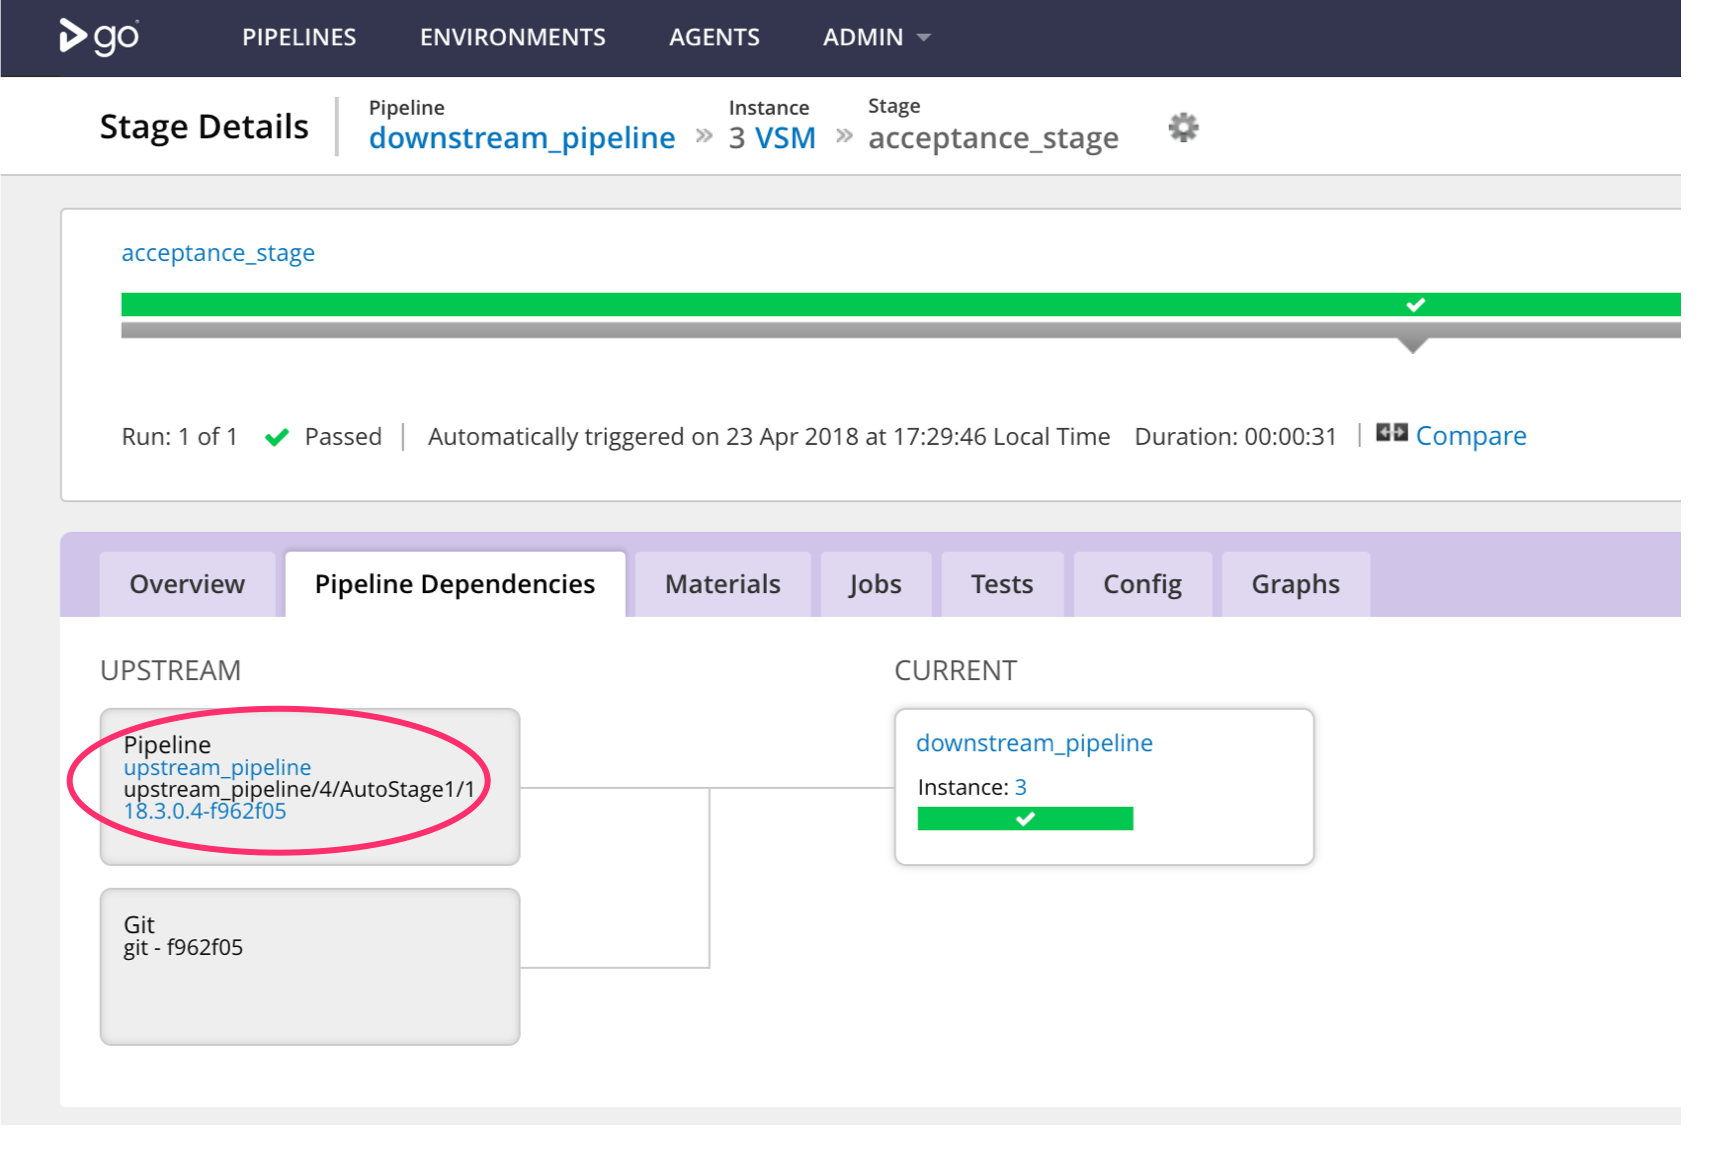 go PIPELINES ENVIRONMENTS AGENTS ADMIN
Stage Details
Pipeline Instance Stage
downstream_pipeline » 3 VSM » acceptance_stage
acceptance_stage
Run: 1 of 1 Passed | Automatically triggered on 23 Apr 2018 at 17:29:46 Local Time Duration: 00:00:31 | Compare
Overview Pipeline Dependencies Materials Jobs Tests Config Graphs
UPSTREAM
Pipeline
upstream_pipeline
upstream_pipeline/4/AutoStage1/1
18.3.0.4-f962f05
Git
git - f962f05
CURRENT
downstream_pipeline
Instance: 3